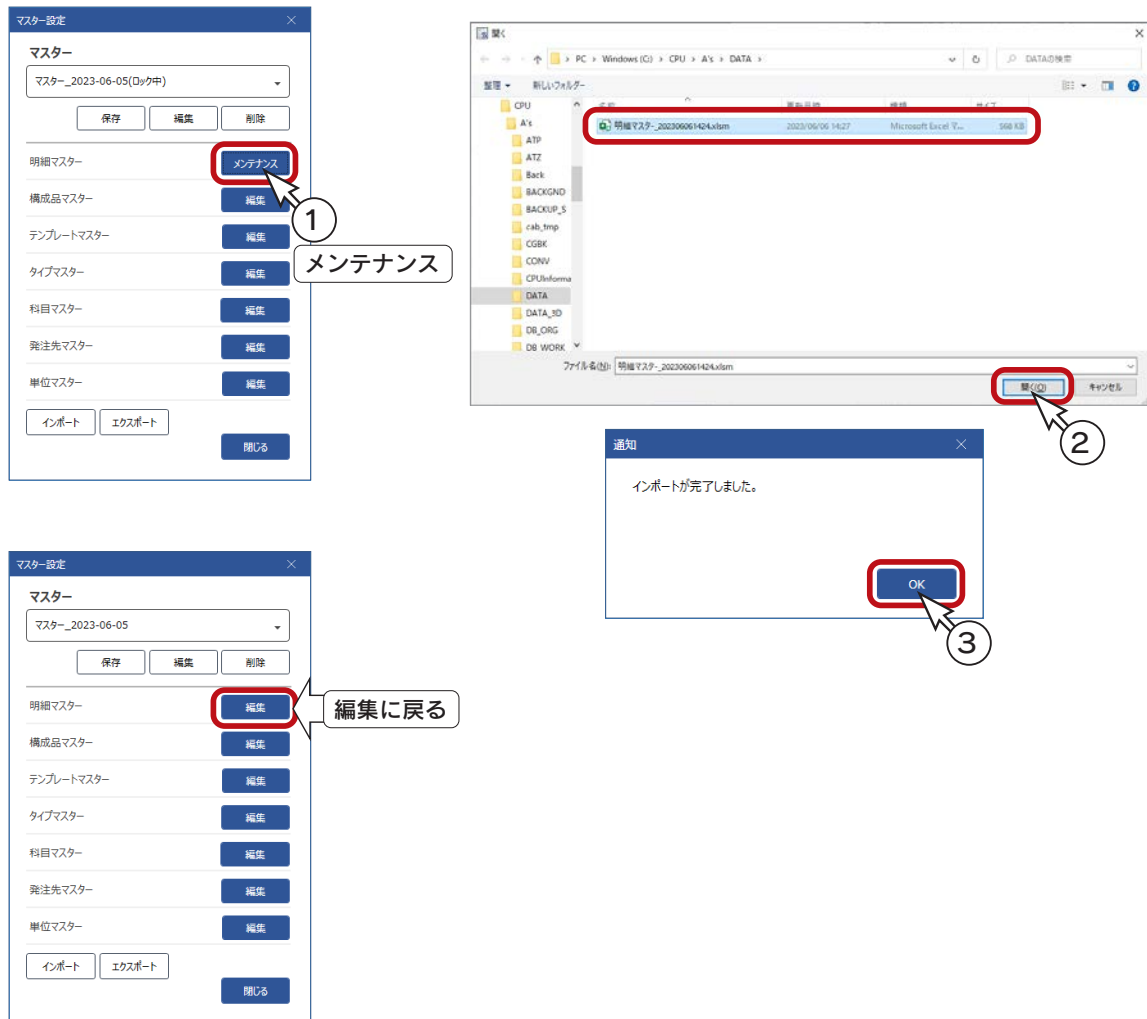 マスター設定
マスター
マスター_2023-06-05(ロック中)
保存 編集 削除
明細マスター メンテナンス
構成品マスター 編集
テンプレートマスター 編集
タイプマスター 編集
科目マスター 編集
発注先マスター 編集
単位マスター 編集
インポート エクスポート
閉じる
1
メンテナンス
開く
PC › Windows (C:) › CPU › A's › DATA ›
DATAの検索
整理 新しいフォルダー
名前 更新日時 種類 サイズ
明細マスター_202306061424.xlsm 2023/06/06 14:27 Microsoft Excel マ... 568 KB
CPU
A's
ATP
ATZ
Back
BACKGND
BACKUP_S
cab_tmp
CGBK
CONV
CPUInforma
DATA
DATA_3D
DB_ORG
DB WORK
ファイル名(N): 明細マスター_202306061424.xlsm
開く(O) キャンセル
2
通知
インポートが完了しました。
OK
3
マスター設定
マスター
マスター_2023-06-05
保存 編集 削除
明細マスター 編集
編集に戻る
構成品マスター 編集
テンプレートマスター 編集
タイプマスター 編集
科目マスター 編集
発注先マスター 編集
単位マスター 編集
インポート エクスポート
閉じる